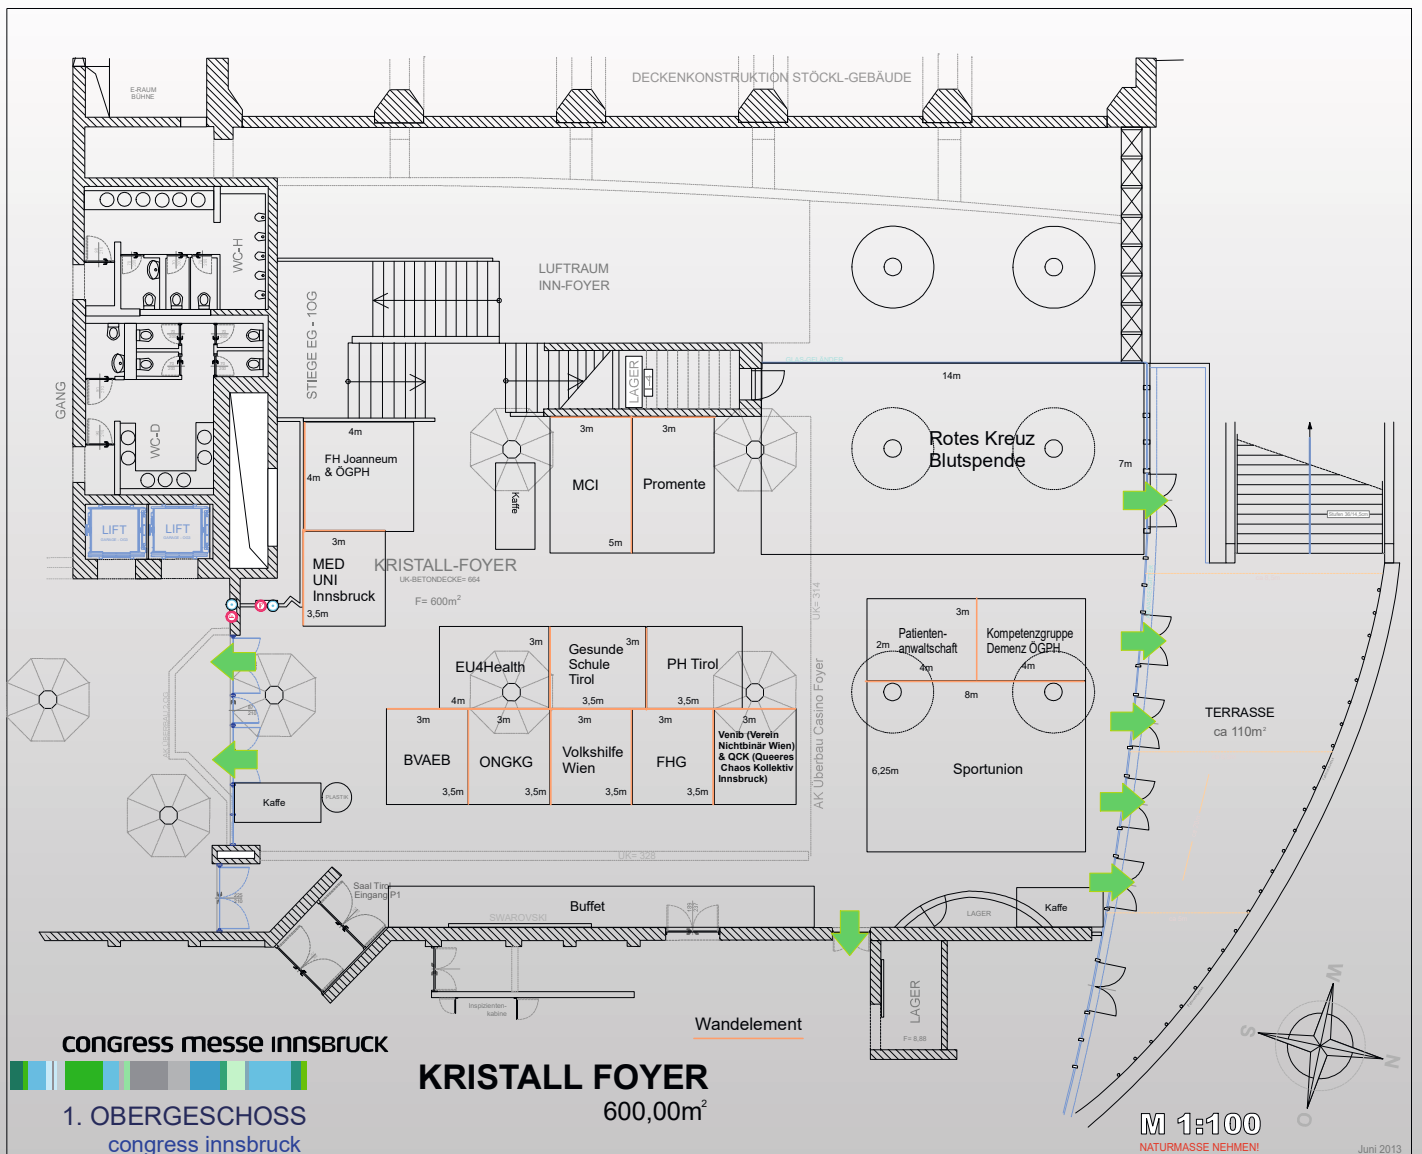 DECKENKONSTRUKTION STÖCKL-GEBÄUDE
E-RAUM
BÜHNE
WC-H
LUFTRAUM
INN-FOYER
STIEGE EG - 1OG
LAGER
GANG
WC-D
14m
4m
FH Joanneum
& ÖGPH
4m
3m
3m
MCI
Promente
5m
Kaffe
Rotes Kreuz
Blutspende
7m
LIFT
LIFT
3m
MED
UNI
Innsbruck
3,5m
KRISTALL-FOYER
UK-BETONDECKE= 664
F= 600m²
UK= 314
3m
EU4Health
4m
Gesunde
Schule
Tirol
3m
3,5m
PH Tirol
3,5m
3m
Patienten-
anwaltschaft
2m
4m
Kompetenzgruppe
Demenz ÖGPH
4m
8m
6,25m
Sportunion
3m
BVAEB
3,5m
3m
ONGKG
3,5m
3m
Volkshilfe
Wien
3,5m
3m
FHG
3,5m
3m
Venib (Verein
Nichtbinär Wien)
& QCK (Queeres
Chaos Kollektiv
Innsbruck)
AK Überbau Casino Foyer
TERRASSE
ca 110m²
Kaffe
PLASTIK
UK= 328
Saal Tirol
Eingang P1
Buffet
SWAROVSKI
LAGER
Kaffe
Inspizienten-
kabine
LAGER
F= 8,88
Wandelement
congress messe innsbruck
KRISTALL FOYER
600,00m²
1. OBERGESCHOSS
congress innsbruck
W
S
N
O
M 1:100
NATURMASSE NEHMEN!
Juni 2013